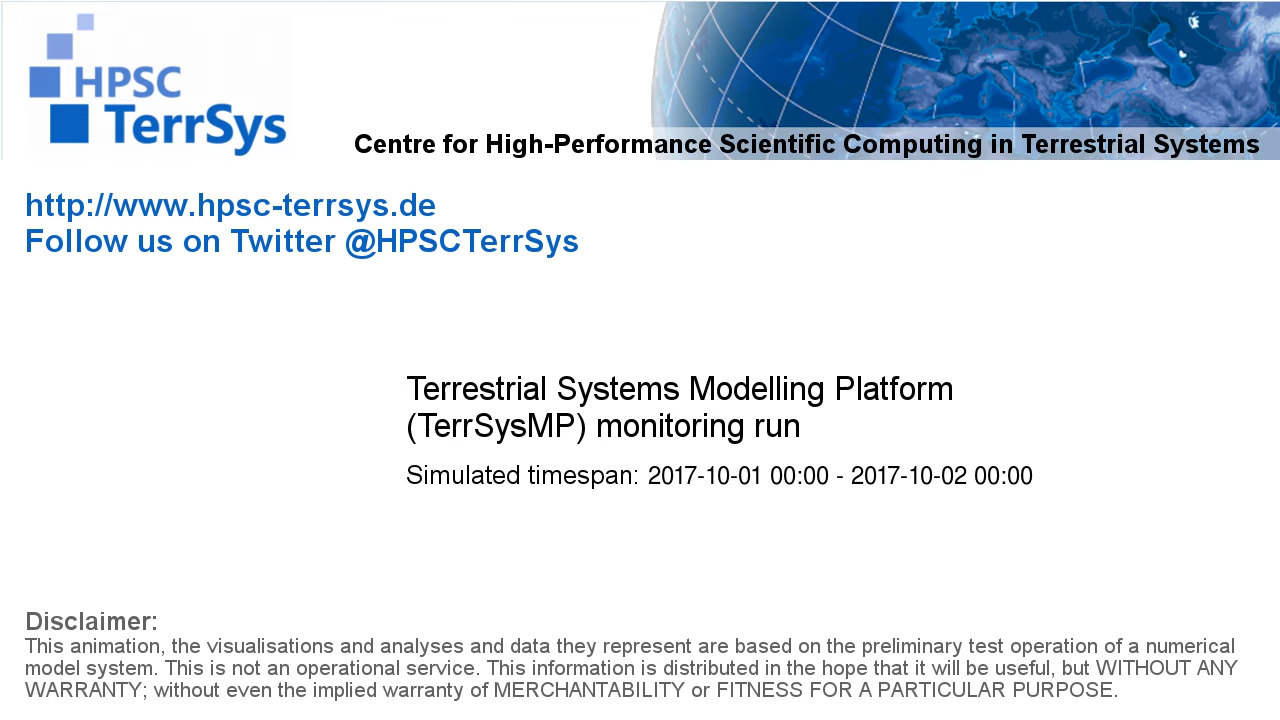 HPSC
TerrSys
Centre for High-Performance Scientific Computing in Terrestrial Systems
http://www.hpsc-terrsys.de
Follow us on Twitter @HPSCTerrSys
Terrestrial Systems Modelling Platform
(TerrSysMP) monitoring run
Simulated timespan: 2017-10-01 00:00 - 2017-10-02 00:00
Disclaimer:
This animation, the visualisations and analyses and data they represent are based on the preliminary test operation of a numerical
model system. This is not an operational service. This information is distributed in the hope that it will be useful, but WITHOUT ANY
WARRANTY; without even the implied warranty of MERCHANTABILITY or FITNESS FOR A PARTICULAR PURPOSE.